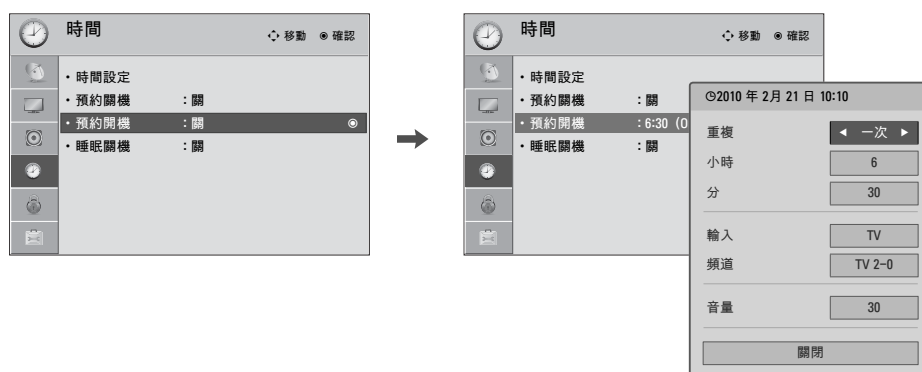 時間
移動 確認
・時間設定
・預約關機 ：關
・預約開機 ：關
・睡眠關機 ：關
時間
移動 確認
・時間設定
・預約關機 ：關
・預約開機 ：6:30 (O
・睡眠關機 ：關
2010 年 2月 21 日 10:10
重複 ◀ 一次 ▶
小時 6
分 30
輸入 TV
頻道 TV 2-0
音量 30
關閉